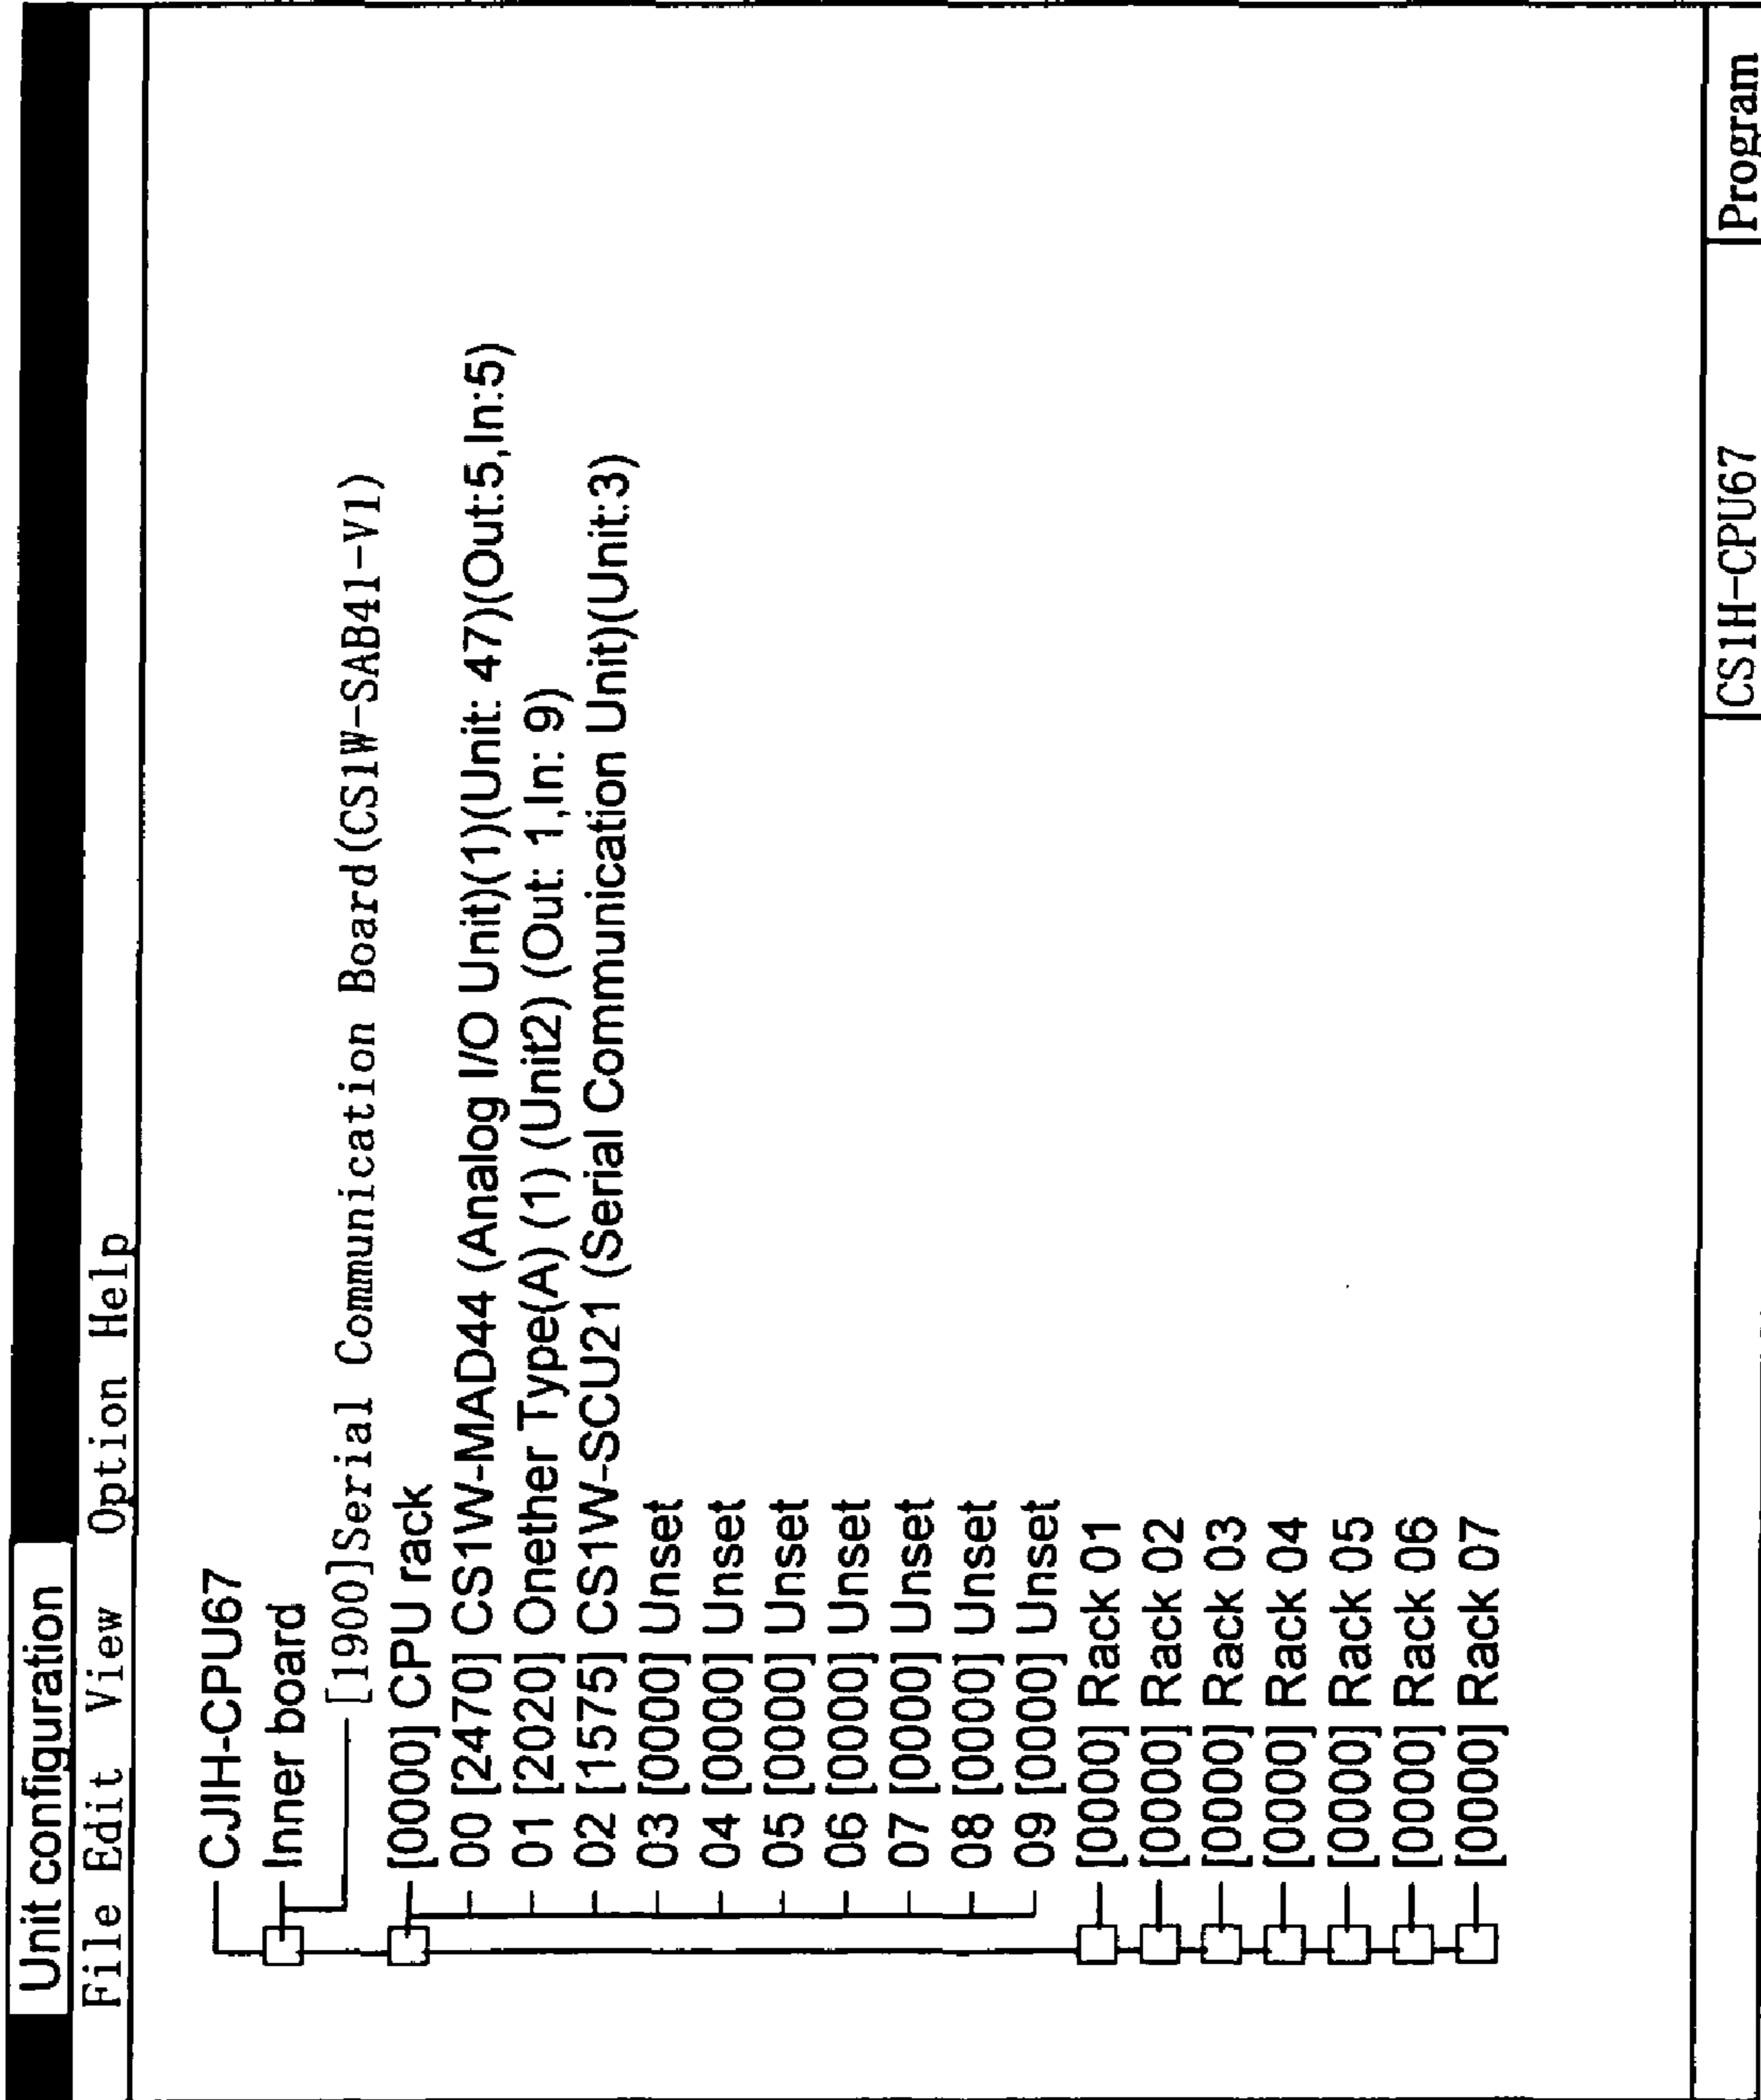 Unit configuration
File Edit View Option Help
CJIH-CPU67
Inner board
[1900]Serial Communication Board(CS1W-SAB41-V1)
[0000] CPU rack
00 [2470] CS1W-MAD44 (Analog I/O Unit)(1)(Unit: 47)(Out:5,In:5)
01 [2020] Onether Type(A) (1) (Unit2) (Out: 1,In: 9)
02 [1575] CS1W-SCU21 (Serial Communication Unit)(Unit:3)
03 [0000] Unset
04 [0000] Unset
05 [0000] Unset
06 [0000] Unset
07 [0000] Unset
08 [0000] Unset
09 [0000] Unset
[0000] Rack 01
[0000] Rack 02
[0000] Rack 03
[0000] Rack 04
[0000] Rack 05
[0000] Rack 06
[0000] Rack 07
CS1H-CPU67 Program